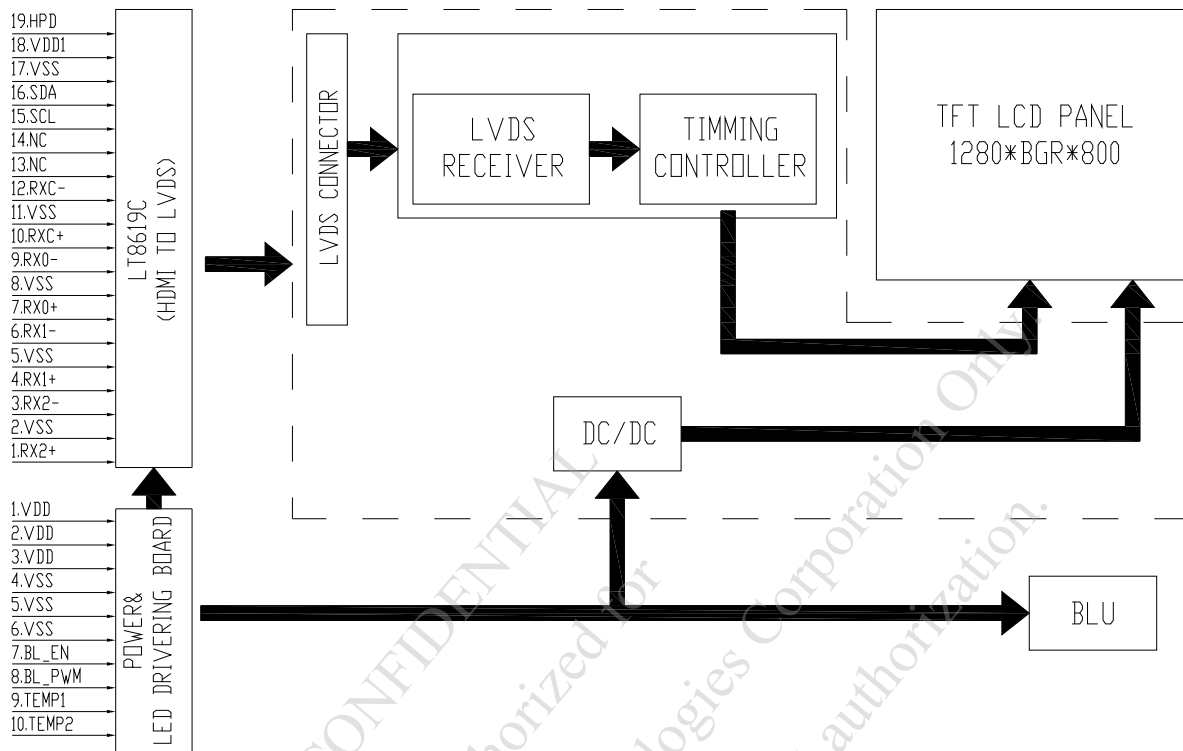 19.HPD
18.VDD1
17.VSS
16.SDA
15.SCL
14.NC
13.NC
12.RXC-
11.VSS
10.RXC+
9.RX0-
8.VSS
7.RX0+
6.RX1-
5.VSS
4.RX1+
3.RX2-
2.VSS
1.RX2+
LT8619C
(HDMI TO LVDS)
LVDS CONNECTOR
LVDS
RECEIVER
TIMMING
CONTROLLER
TFT LCD PANEL
1280*BGR*800
DC/DC
1.VDD
2.VDD
3.VDD
4.VSS
5.VSS
6.VSS
7.BL_EN
8.BL_PWM
9.TEMP1
10.TEMP2
POWER&
LED DRIVERING BOARD
BLU
CONFIDENTIAL
Corporation Only.
authorization.